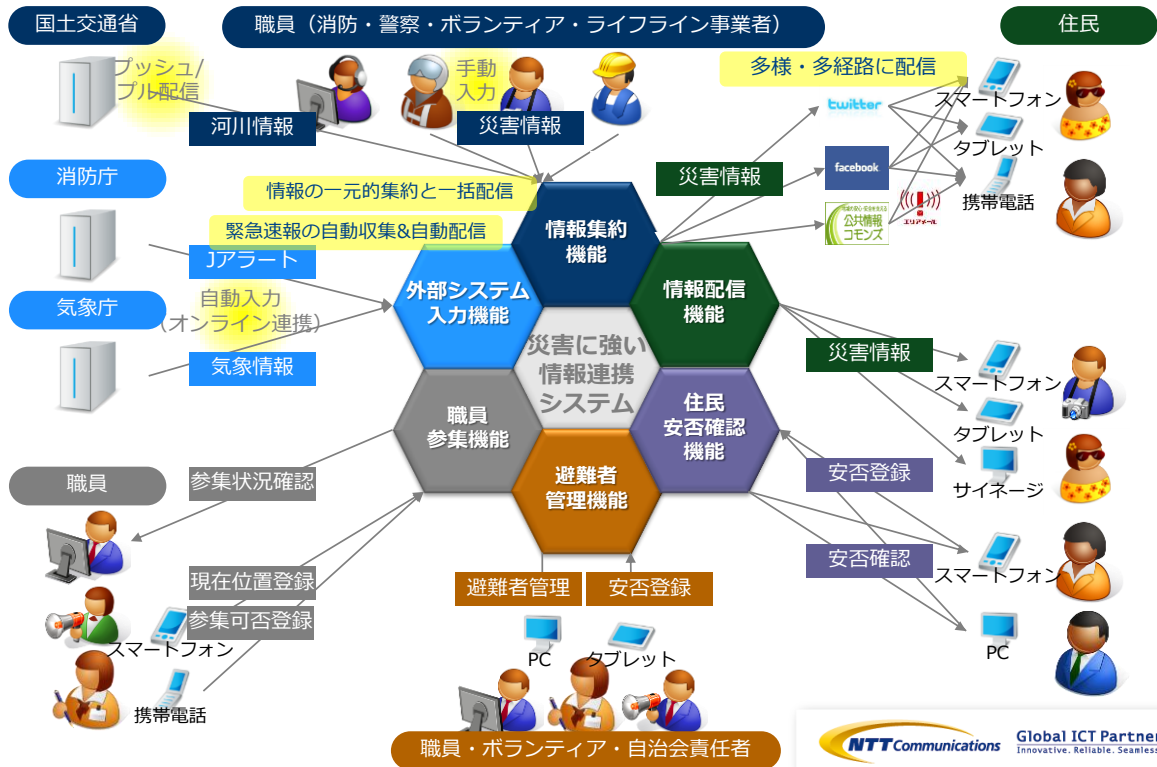 国土交通省
職員（消防・警察・ボランティア・ライフライン事業者）
住民
プッシュ/
プル配信
手動
入力
多様・多経路に配信
河川情報
災害情報
twitter
スマートフォン
タブレット
携帯電話
消防庁
情報の一元的集約と一括配信
緊急速報の自動収集&自動配信
災害情報
facebook
公共情報
コモンズ
エリアメール
Jアラート
情報集約
機能
気象庁
自動入力
（オンライン連携）
気象情報
外部システム
入力機能
情報配信
機能
災害に強い
情報連携
システム
災害情報
スマートフォン
タブレット
サイネージ
職員
参集機能
住民
安否確認
機能
避難者
管理機能
職員
参集状況確認
安否登録
安否確認
スマートフォン
PC
現在位置登録
参集可否登録
スマートフォン
携帯電話
避難者管理
安否登録
PC
タブレット
職員・ボランティア・自治会責任者
NTT Communications
Global ICT Partner
Innovative. Reliable. Seamless